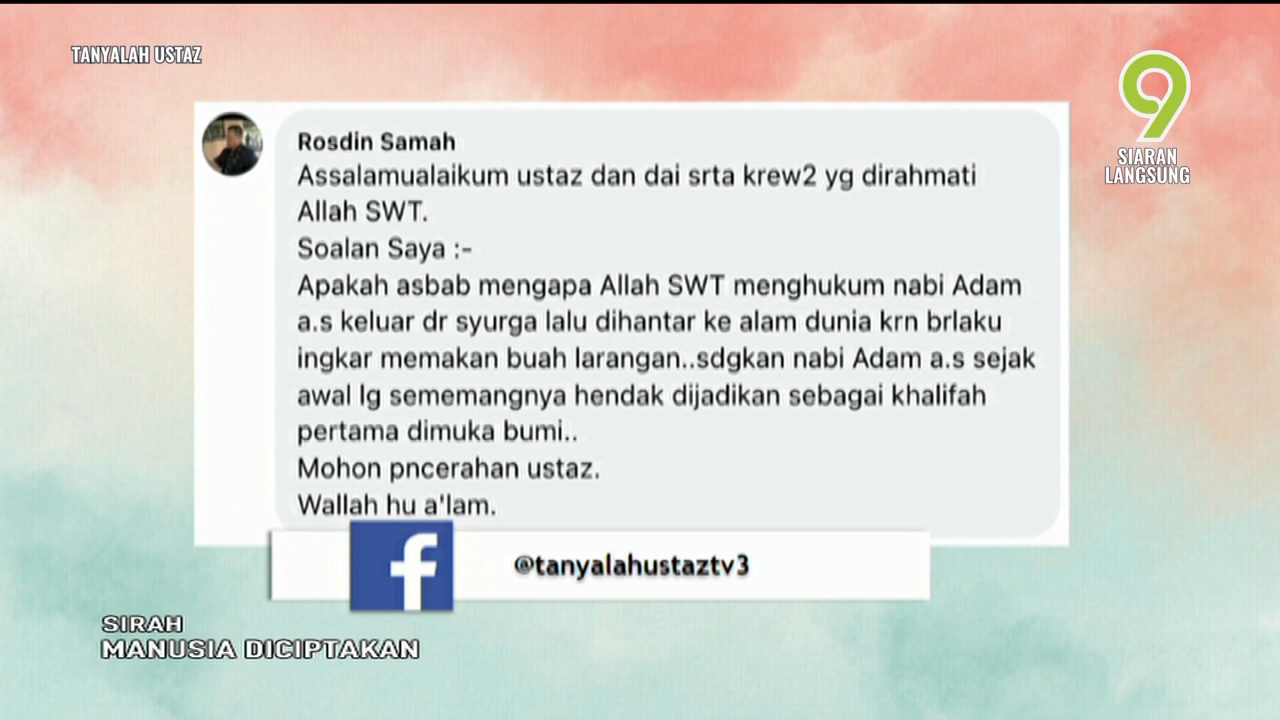 TANYALAH USTAZ
9
SIARAN
LANGSUNG
Rosdin Samah
Assalamualaikum ustaz dan dai srta krew2 yg dirahmati
Allah SWT.
Soalan Saya :-
Apakah asbab mengapa Allah SWT menghukum nabi Adam
a.s keluar dr syurga lalu dihantar ke alam dunia krn brlaku
ingkar memakan buah larangan..sdgkan nabi Adam a.s sejak
awal lg sememangnya hendak dijadikan sebagai khalifah
pertama dimuka bumi..
Mohon pncerahan ustaz.
Wallah hu a'lam.
f
@tanyalahustaztv3
SIRAH
MANUSIA DICIPTAKAN